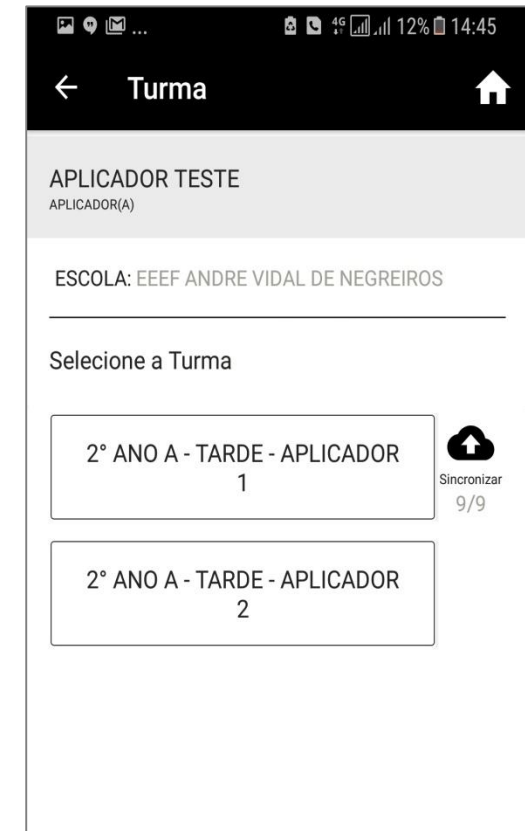 ... 4G 12% 14:45
Turma
APLICADOR TESTE
APLICADOR(A)
ESCOLA: EEEF ANDRE VIDAL DE NEGREIROS
Selecione a Turma
2° ANO A - TARDE - APLICADOR
1
Sincronizar
9/9
2° ANO A - TARDE - APLICADOR
2